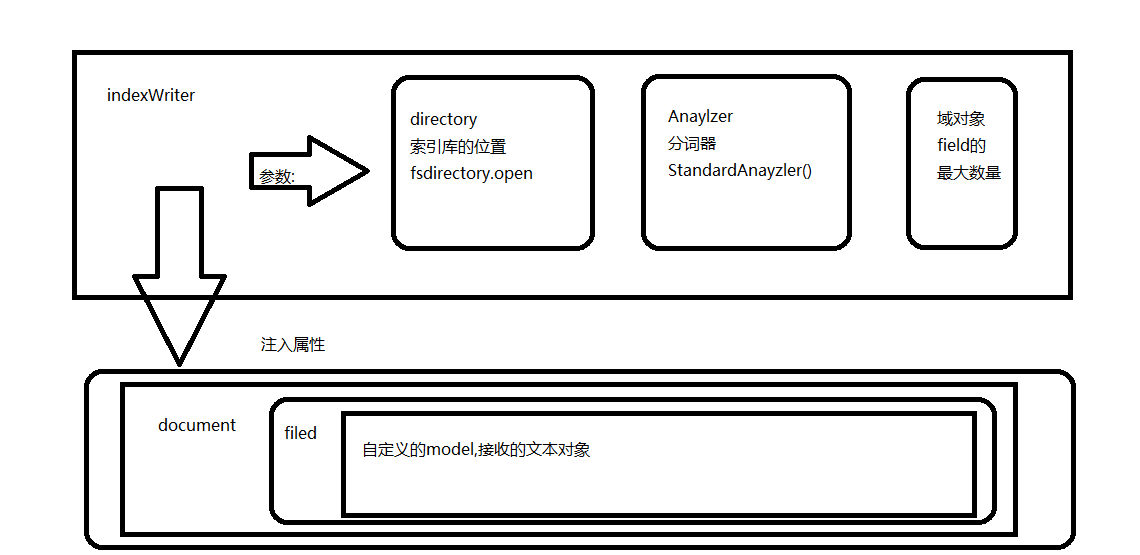 indexWriter
参数:
directory
索引库的位置
fsdirectory.open
Anaylzer
分词器
StandardAnayzler()
域对象
field的
最大数量
注入属性
document
filed
自定义的model,接收的文本对象